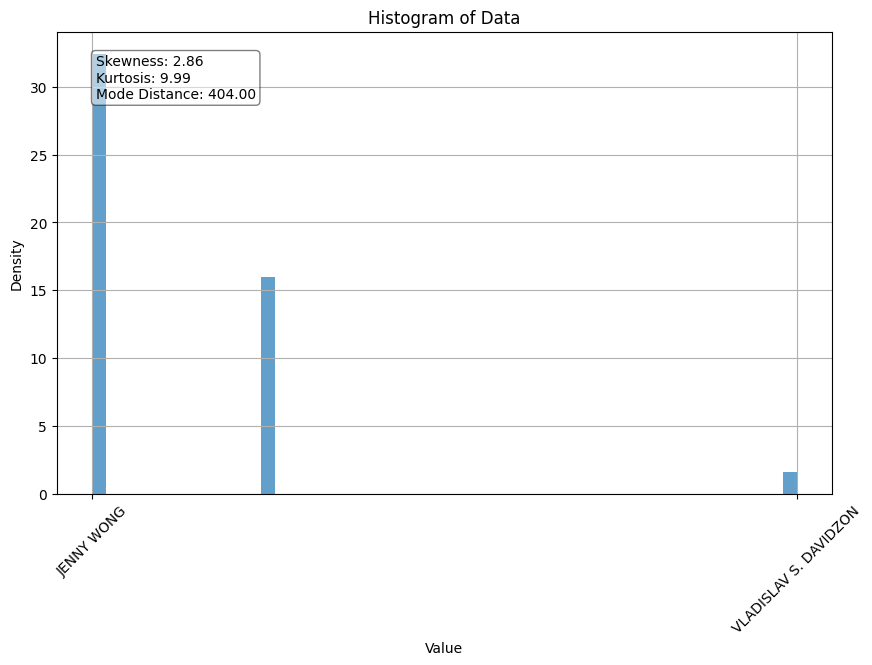 Histogram of Data
Skewness: 2.86
Kurtosis: 9.99
Mode Distance: 404.00
30
25
20
15
10
5
0
Density
JENNY WONG
VLADISLAV S. DAVIDZON
Value